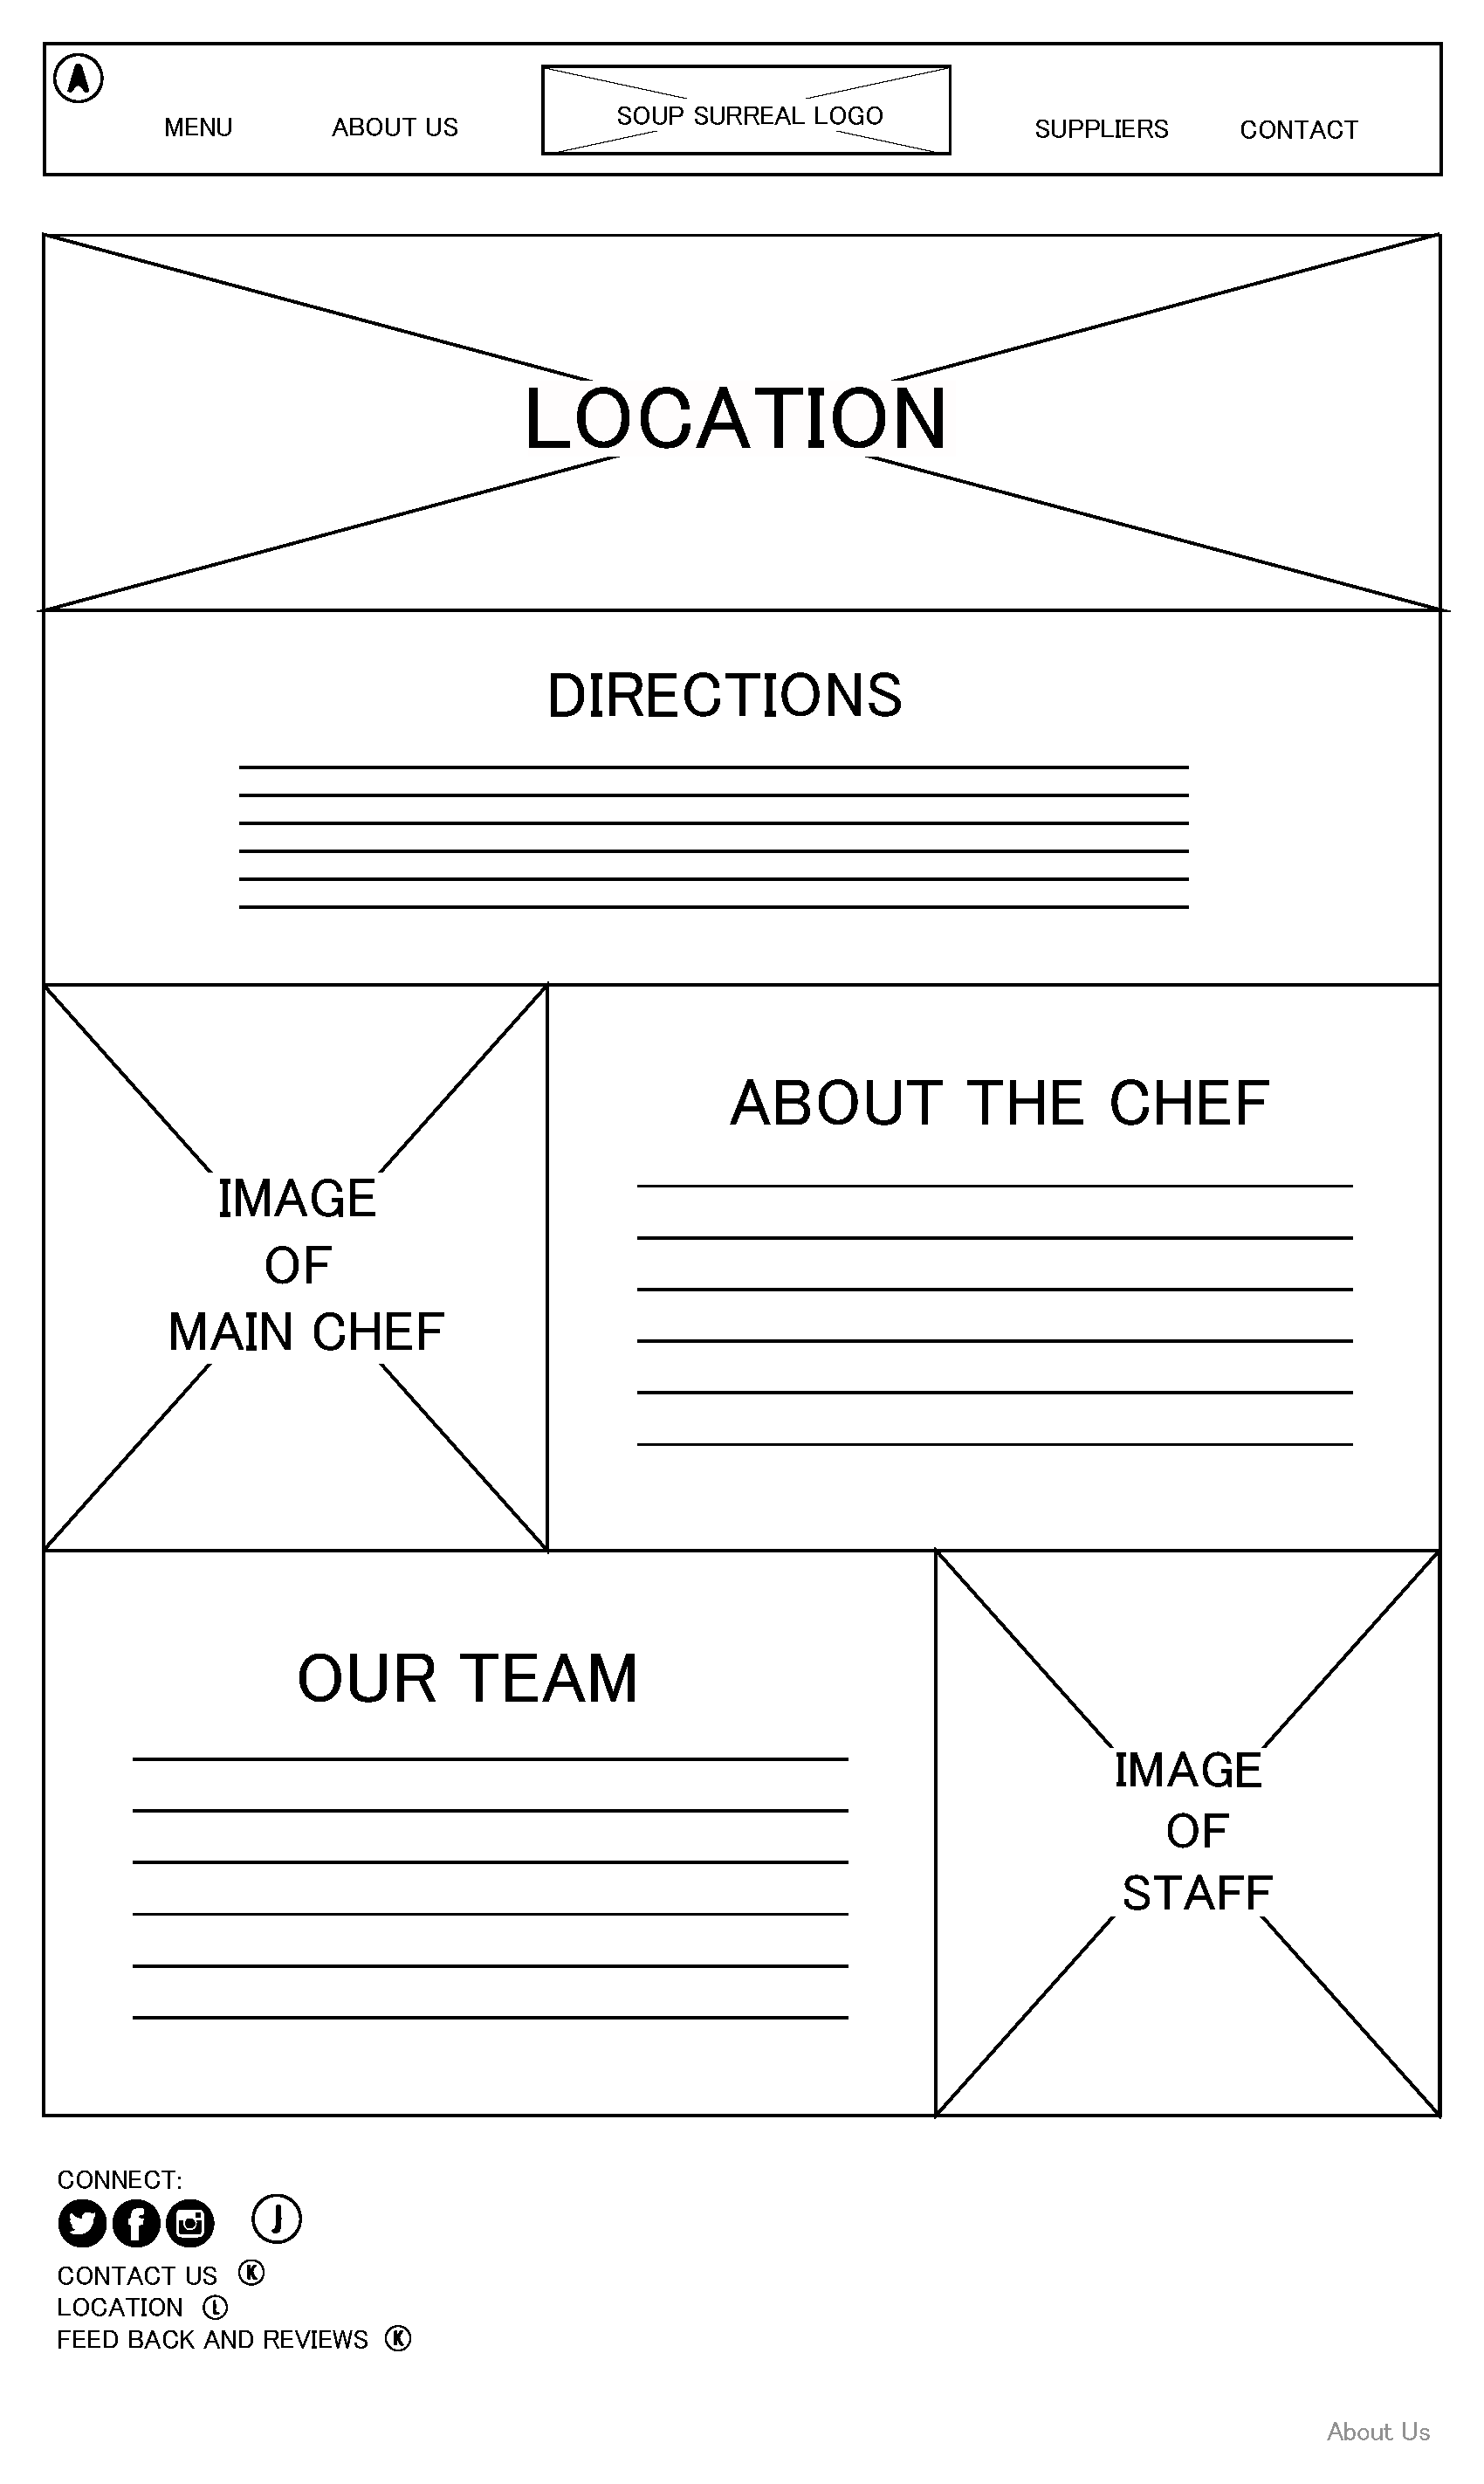 A
MENU ABOUT US SOUP SURREAL LOGO SUPPLIERS CONTACT
LOCATION
DIRECTIONS
IMAGE
OF
MAIN CHEF
ABOUT THE CHEF
OUR TEAM
IMAGE
OF
STAFF
CONNECT:
J
CONTACT US K
LOCATION L
FEED BACK AND REVIEWS K
About Us